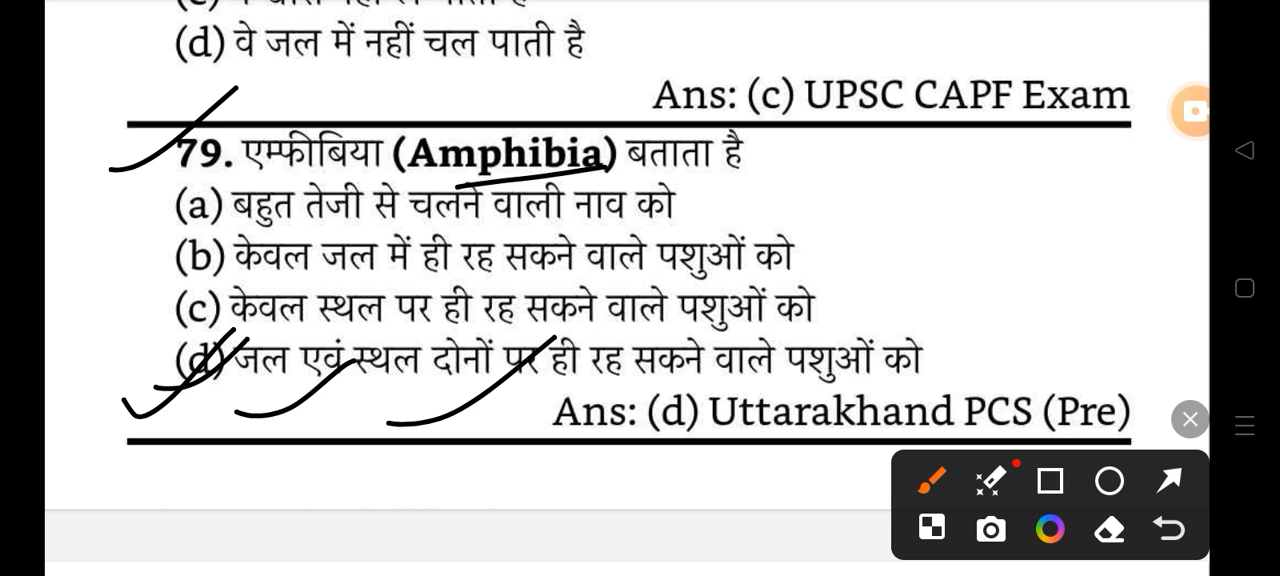 (d) वे जल में नहीं चल पाती है
Ans: (c) UPSC CAPF Exam
79. एम्फीबिया (Amphibia) बताता है
(a) बहुत तेजी से चलने वाली नाव को
(b) केवल जल में ही रह सकने वाले पशुओं को
(c) केवल स्थल पर ही रह सकने वाले पशुओं को
(d) जल एवं स्थल दोनों पर ही रह सकने वाले पशुओं को
Ans: (d) Uttarakhand PCS (Pre)